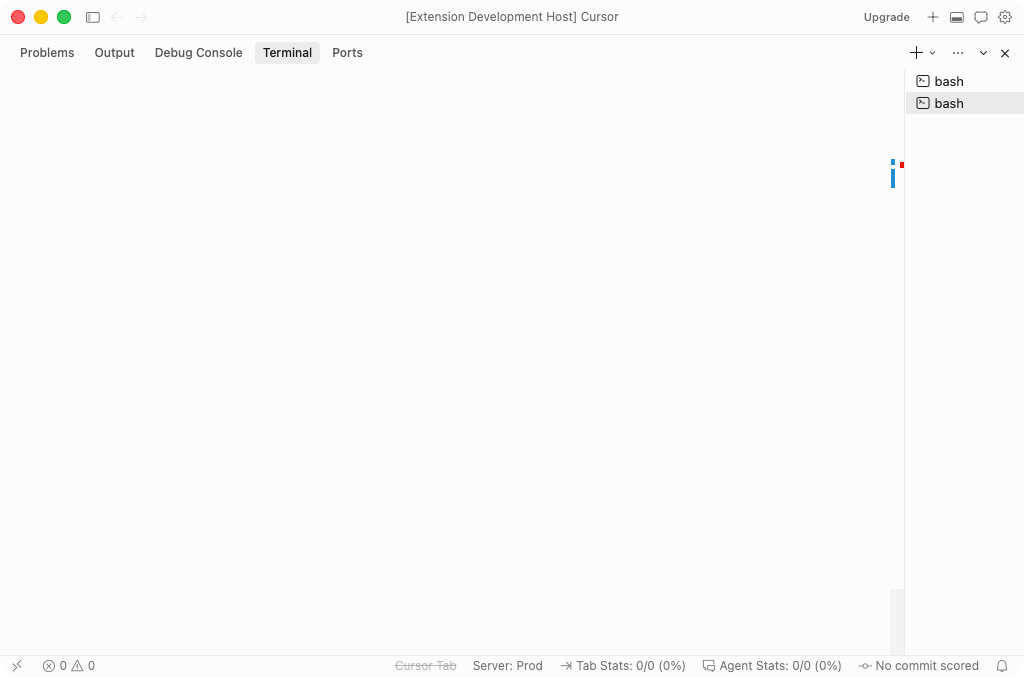 [Extension Development Host] Cursor
Upgrade
Problems Output Debug Console Terminal Ports
bash
bash
0 0 Cursor Tab Server: Prod Tab Stats: 0/0 (0%) Agent Stats: 0/0 (0%) No commit scored